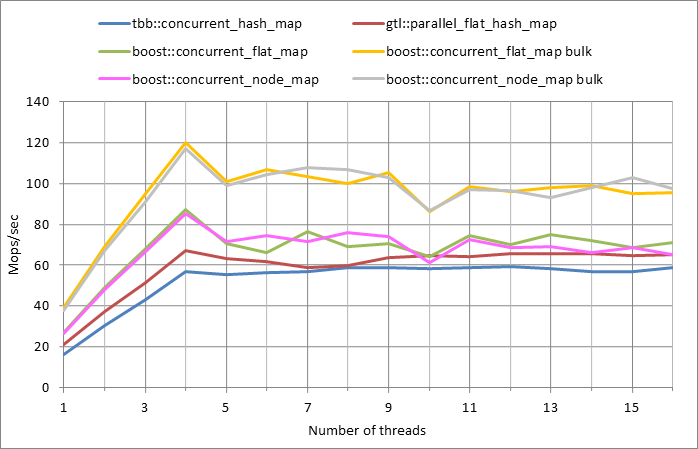 tbb::concurrent_hash_map gtl::parallel_flat_hash_map
boost::concurrent_flat_map boost::concurrent_flat_map bulk
boost::concurrent_node_map boost::concurrent_node_map bulk
140
120
100
80
60
40
20
0
Mops/sec
1 3 5 7 9 11 13 15
Number of threads